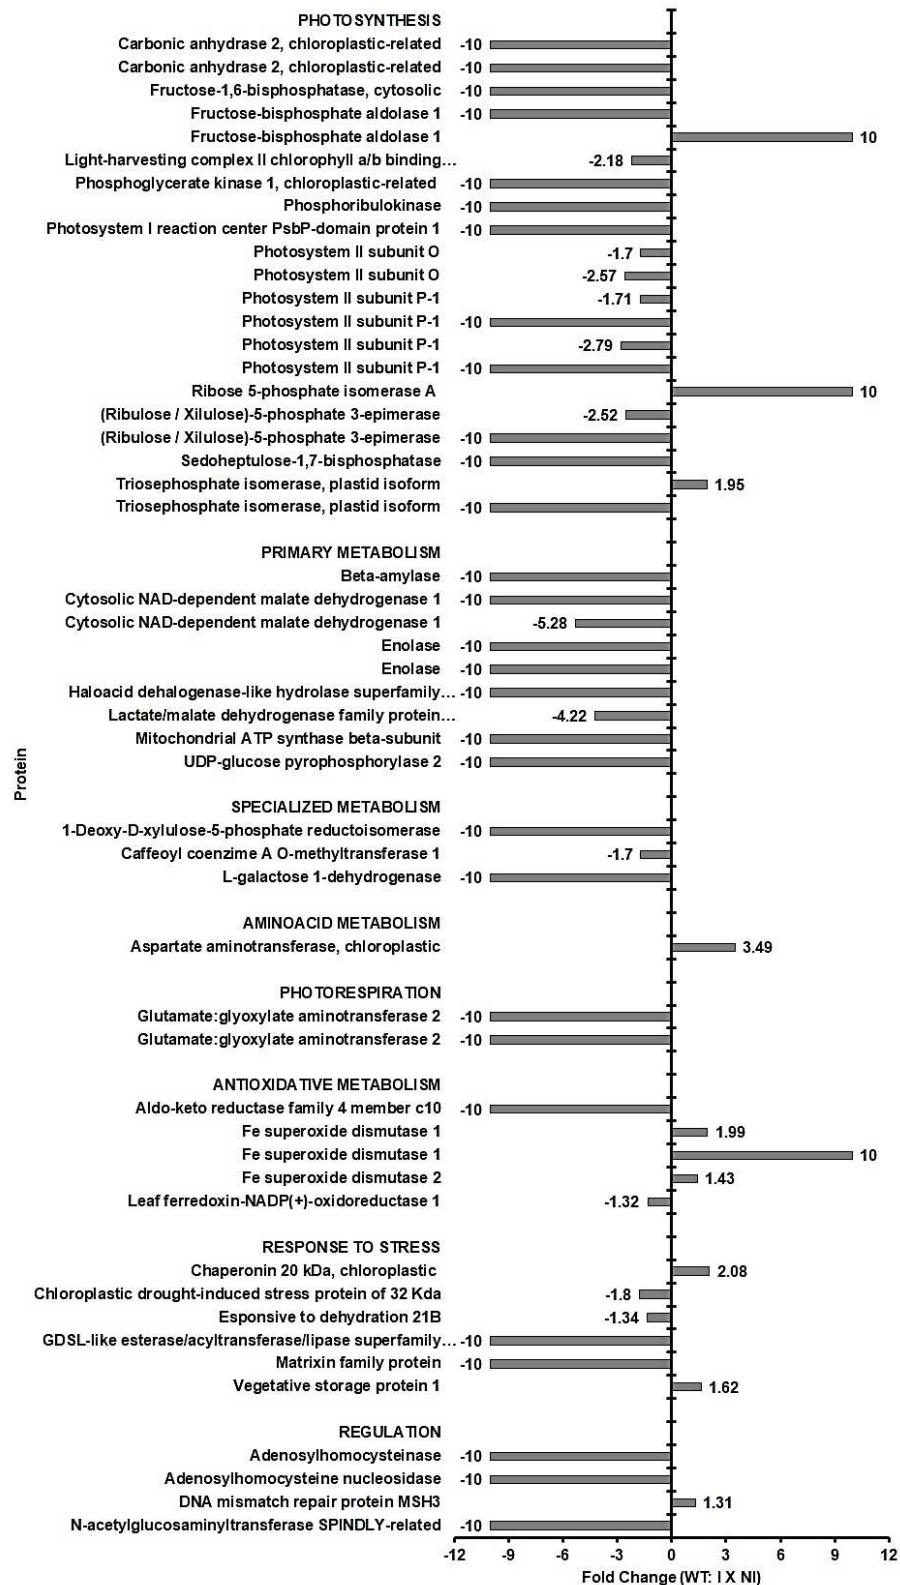 PHOTOSYNTHESIS
Carbonic anhydrase 2, chloroplastic-related -10
Carbonic anhydrase 2, chloroplastic-related -10
Fructose-1,6-bisphosphatase, cytosolic -10
Fructose-bisphosphate aldolase 1 -10
Fructose-bisphosphate aldolase 1 10
Light-harvesting complex II chlorophyll a/b binding... -2.18
Phosphoglycerate kinase 1, chloroplastic-related -10
Phosphoribulokinase -10
Photosystem I reaction center PsbP-domain protein 1 -10
Photosystem II subunit O -1.7
Photosystem II subunit O -2.57
Photosystem II subunit P-1 -1.71
Photosystem II subunit P-1 -10
Photosystem II subunit P-1 -2.79
Photosystem II subunit P-1 -10
Ribose 5-phosphate isomerase A 10
(Ribulose / Xilulose)-5-phosphate 3-epimerase -2.52
(Ribulose / Xilulose)-5-phosphate 3-epimerase -10
Sedoheptulose-1,7-bisphosphatase -10
Triosephosphate isomerase, plastid isoform 1.95
Triosephosphate isomerase, plastid isoform -10
PRIMARY METABOLISM
Beta-amylase -10
Cytosolic NAD-dependent malate dehydrogenase 1 -10
Cytosolic NAD-dependent malate dehydrogenase 1 -5.28
Enolase -10
Enolase -10
Haloacid dehalogenase-like hydrolase superfamily... -10
Lactate/malate dehydrogenase family protein... -4.22
Mitochondrial ATP synthase beta-subunit -10
UDP-glucose pyrophosphorylase 2 -10
Protein
SPECIALIZED METABOLISM
1-Deoxy-D-xylulose-5-phosphate reductoisomerase -10
Caffeoyl coenzime A O-methyltransferase 1 -1.7
L-galactose 1-dehydrogenase -10
AMINOACID METABOLISM
Aspartate aminotransferase, chloroplastic 3.49
PHOTORESPIRATION
Glutamate:glyoxylate aminotransferase 2 -10
Glutamate:glyoxylate aminotransferase 2 -10
ANTIOXIDATIVE METABOLISM
Aldo-keto reductase family 4 member c10 -10
Fe superoxide dismutase 1 1.99
Fe superoxide dismutase 1 10
Fe superoxide dismutase 2 1.43
Leaf ferredoxin-NADP(+)-oxidoreductase 1 -1.32
RESPONSE TO STRESS
Chaperonin 20 kDa, chloroplastic 2.08
Chloroplastic drought-induced stress protein of 32 Kda -1.8
Esponsive to dehydration 21B -1.34
GDSL-like esterase/acyltransferase/lipase superfamily... -10
Matrixin family protein -10
Vegetative storage protein 1 1.62
REGULATION
Adenosylhomocysteinase -10
Adenosylhomocysteine nucleosidase -10
DNA mismatch repair protein MSH3 1.31
N-acetylglucosaminyltransferase SPINDLY-related -10
-12 -9 -6 -3 0 3 6 9 12
Fold Change (WT: I X NI)